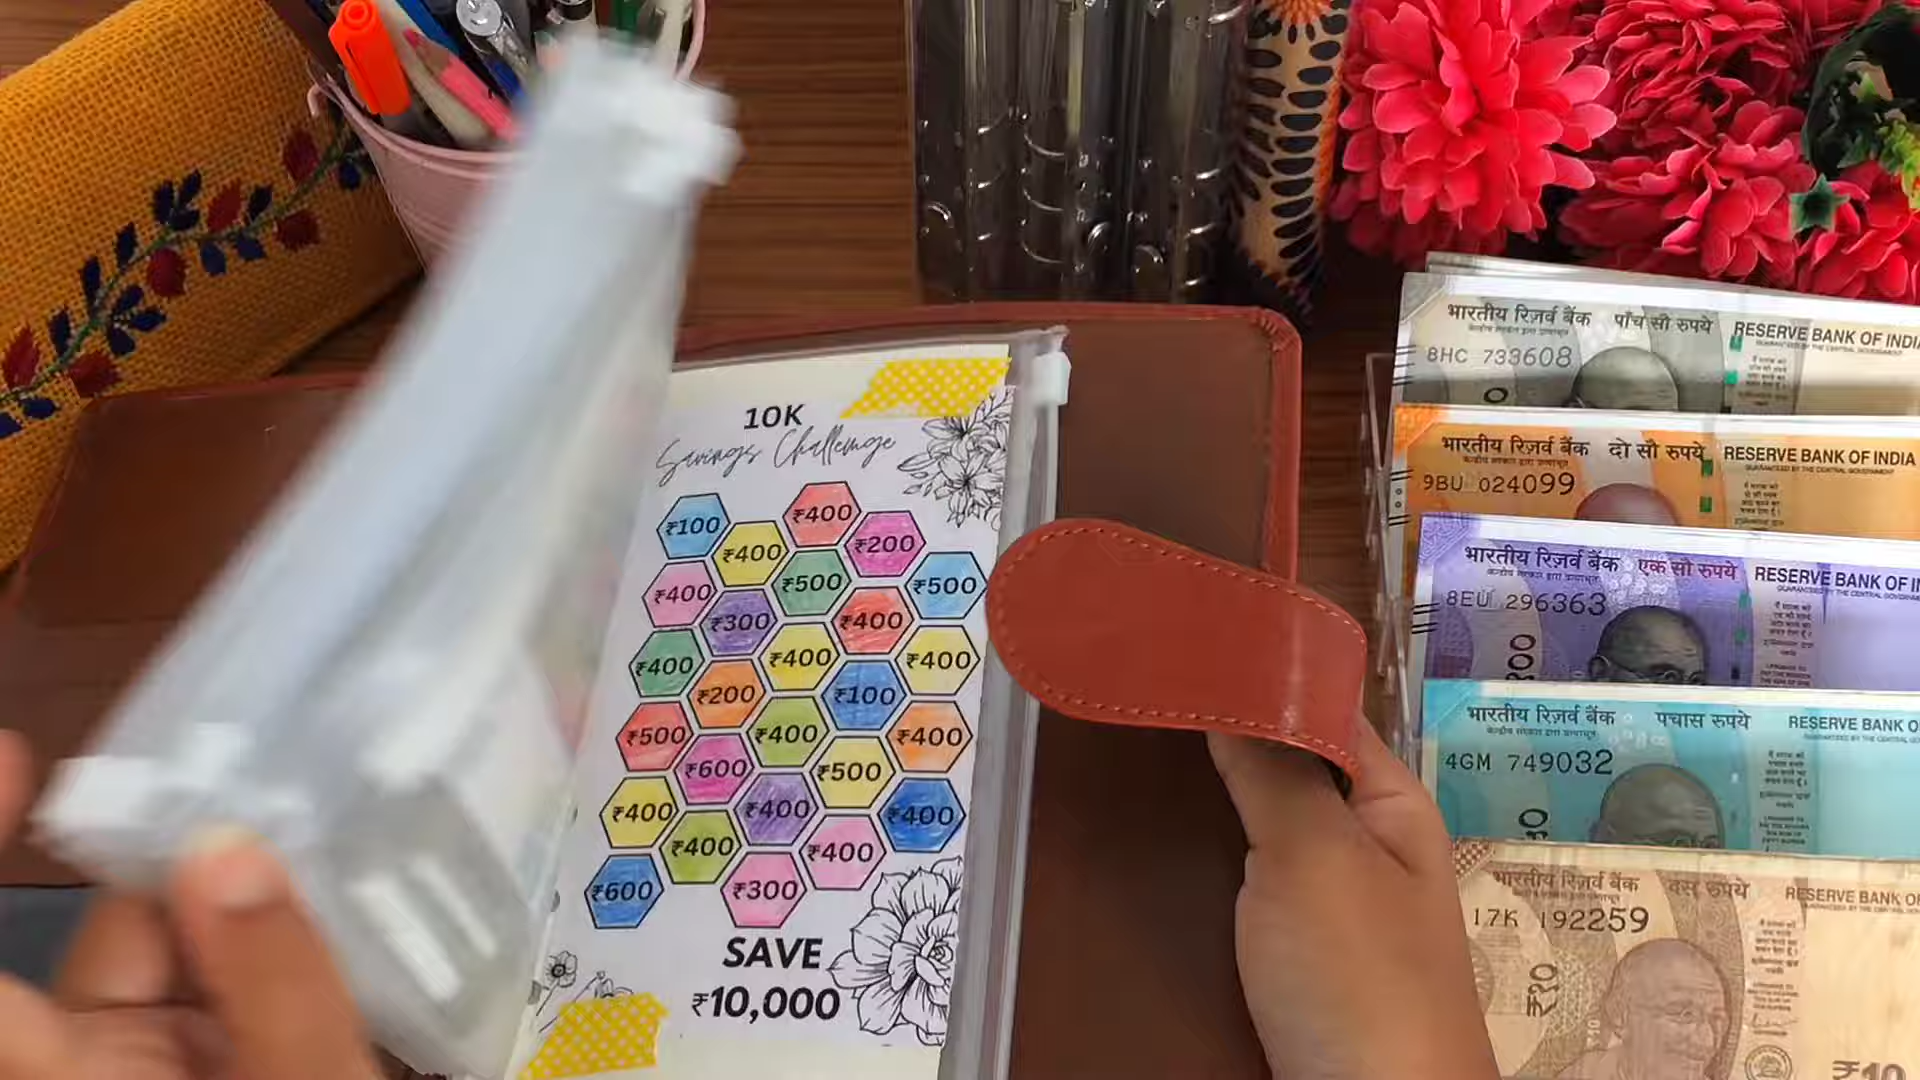 10K
Savings Challenge
₹100
₹400
₹400
₹200
₹400
₹500
₹500
₹300
₹400
₹400
₹400
₹400
₹200
₹100
₹500
₹400
₹400
₹600
₹500
₹400
₹400
₹400
₹400
₹400
₹600
₹300
SAVE
₹10,000
भारतीय रिज़र्व बैंक पाँच सौ रुपये RESERVE BANK OF INDIA
8HC 733608
भारतीय रिज़र्व बैंक दो सौ रुपये RESERVE BANK OF INDIA
9BU 024099
भारतीय रिज़र्व बैंक एक सौ रुपये RESERVE BANK OF
8EU 296363
भारतीय रिज़र्व बैंक पचास रुपये RESERVE BANK
4GM 749032
भारतीय रिज़र्व बैंक दस रुपये RESERVE BANK
17K 192259
₹10
₹10